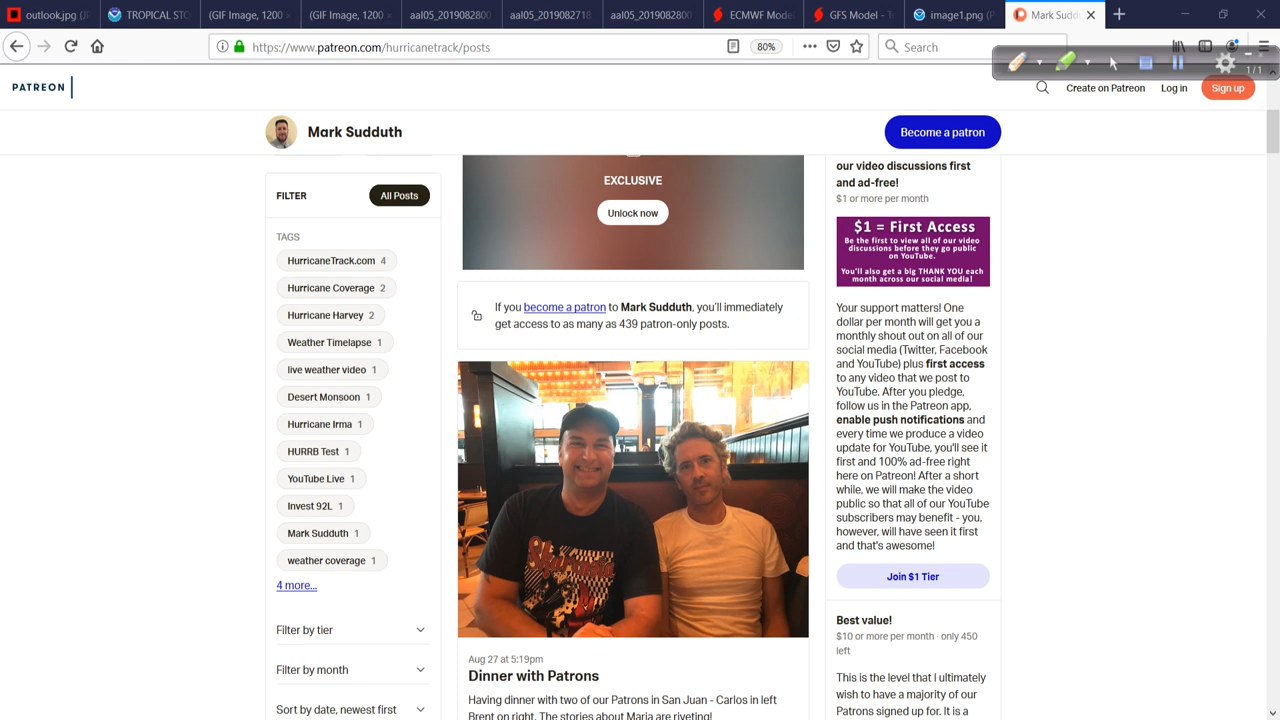 outlook.jpg (J
TROPICAL STO
(GIF Image, 1200
(GIF Image, 1200
aal05_2019082800
aal05_2019082718
aal05_2019082800
ECMWF Mode
GFS Model - T
image1.png (P
Mark Suddu
https://www.patreon.com/hurricanetrack/posts
80%
Search
1/1
PATREON
Create on Patreon
Log in
Sign up
Mark Sudduth
Become a patron
FILTER
All Posts
TAGS
HurricaneTrack.com 4
Hurricane Coverage 2
Hurricane Harvey 2
Weather Timelapse 1
live weather video 1
Desert Monsoon 1
Hurricane Irma 1
HURRB Test 1
YouTube Live 1
Invest 92L 1
Mark Sudduth 1
weather coverage 1
4 more...
Filter by tier
Filter by month
Sort by date, newest first
EXCLUSIVE
Unlock now
If you become a patron to Mark Sudduth, you'll immediately
get access to as many as 439 patron-only posts.
Aug 27 at 5:19pm
Dinner with Patrons
Having dinner with two of our Patrons in San Juan - Carlos in left
Brent on right. The stories about Maria are riveting!
our video discussions first
and ad-free!
$1 or more per month
$1 = First Access
Be the first to view all of our video
discussions before they go public
on YouTube.
You'll also get a big THANK YOU each
month across our social media!
Your support matters! One
dollar per month will get you a
monthly shout out on all of our
social media (Twitter, Facebook
and YouTube) plus first access
to any video that we post to
YouTube. After you pledge,
follow us in the Patreon app,
enable push notifications and
every time we produce a video
update for YouTube, you'll see it
first and 100% ad-free right
here on Patreon! After a short
while, we will make the video
public so that all of our YouTube
subscribers may benefit - you,
however, will have seen it first
and that's awesome!
Join $1 Tier
Best value!
$10 or more per month · only 450
left
This is the level that I ultimately
wish to have a majority of our
Patrons signed up for. It is a